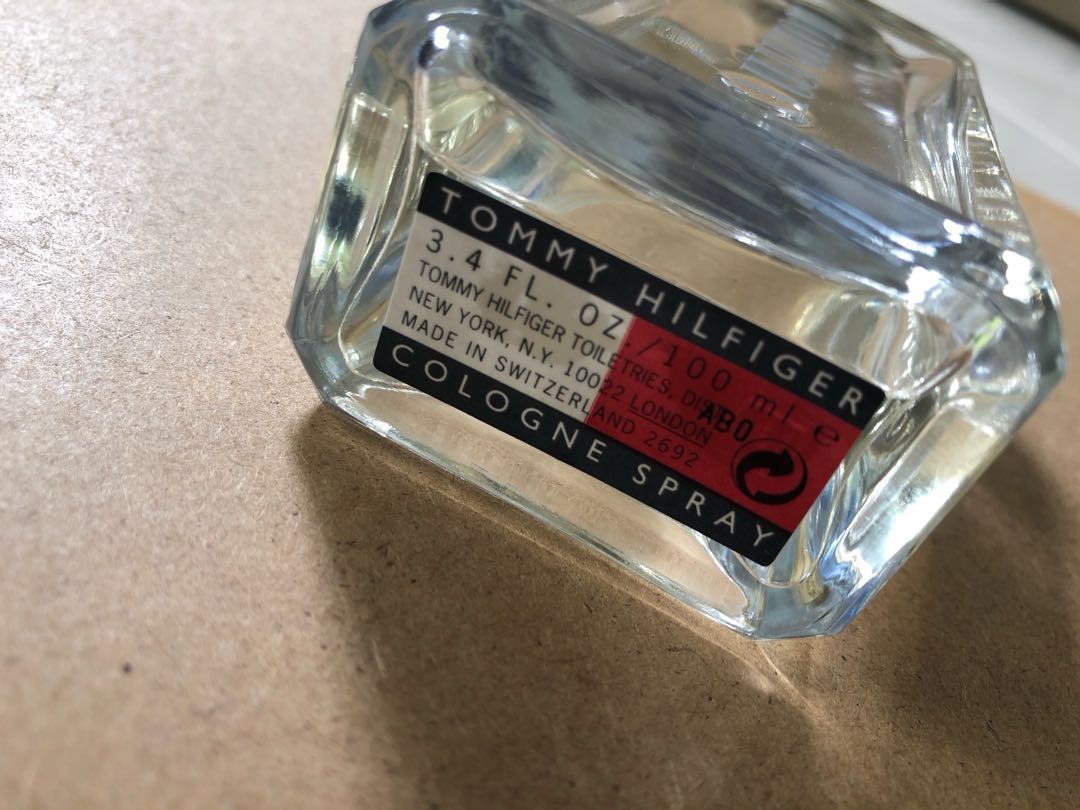 TOMMY HILFIGER
3.4 FL. OZ./100 ml e
TOMMY HILFIGER TOILETRIES,
NEW YORK, N.Y. 10022 LONDON
MADE IN SWITZERLAND 2692
AB0
COLOGNE SPRAY